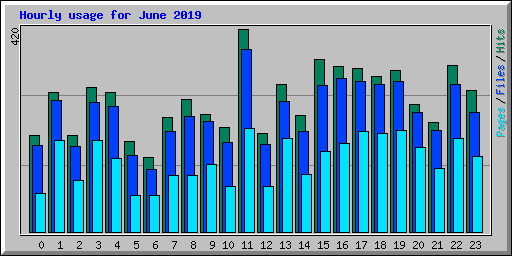 Hourly usage for June 2019
420
Pages/Files/Hits
0 1 2 3 4 5 6 7 8 9 10 11 12 13 14 15 16 17 18 19 20 21 22 23